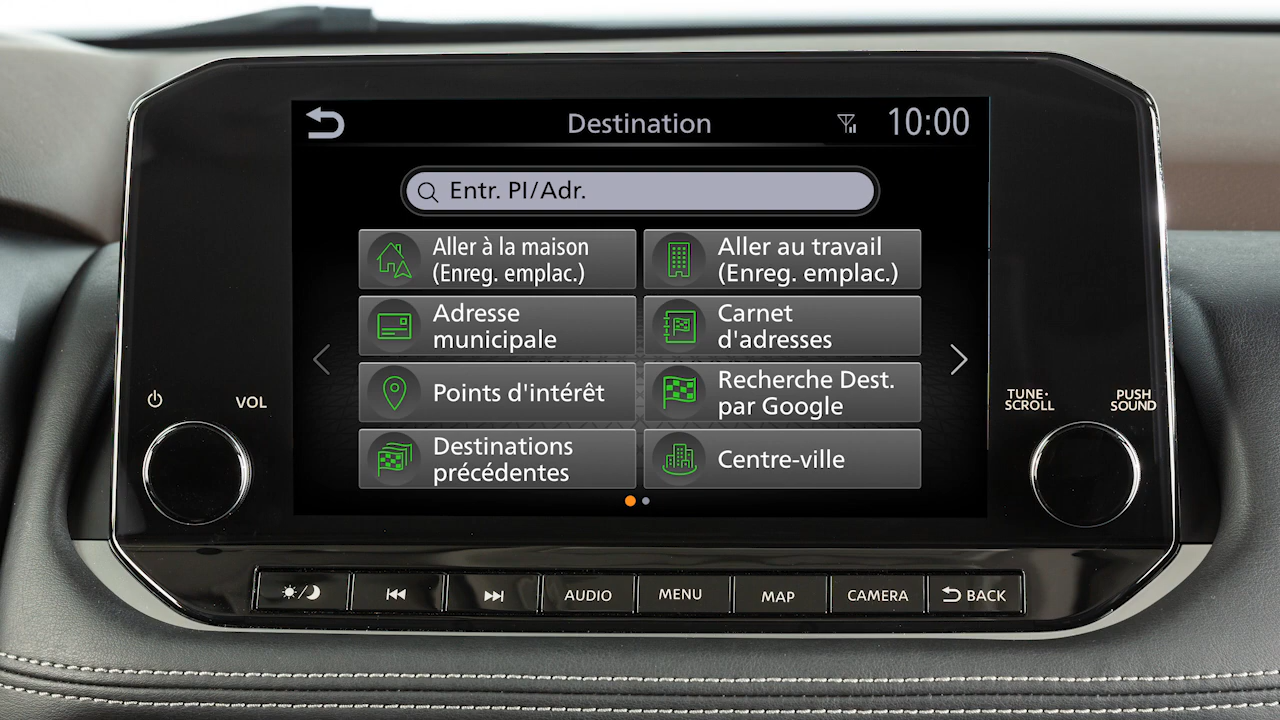 Destination
10:00
Entr. PI/Adr.
Aller à la maison
(Enreg. emplac.)
Aller au travail
(Enreg. emplac.)
Adresse
municipale
Carnet
d'adresses
Points d'intérêt
Recherche Dest.
par Google
Destinations
précédentes
Centre-ville
VOL
TUNE·
SCROLL
PUSH
SOUND
AUDIO
MENU
MAP
CAMERA
BACK